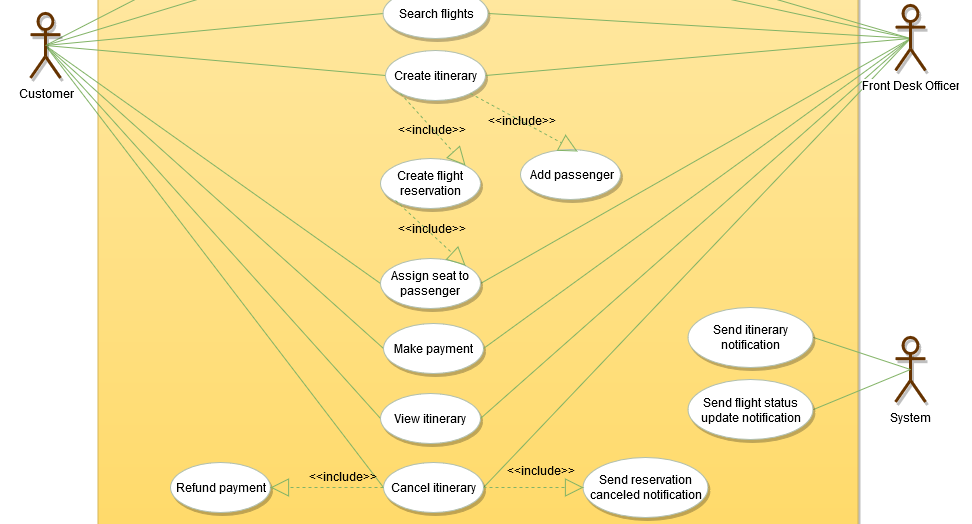 Search flights
Customer
Create itinerary
Front Desk Officer
<<include>>
<<include>>
Create flight
reservation
Add passenger
<<include>>
Assign seat to
passenger
Make payment
Send itinerary
notification
View itinerary
Send flight status
update notification
System
Refund payment
<<include>>
Cancel itinerary
<<include>>
Send reservation
canceled notification